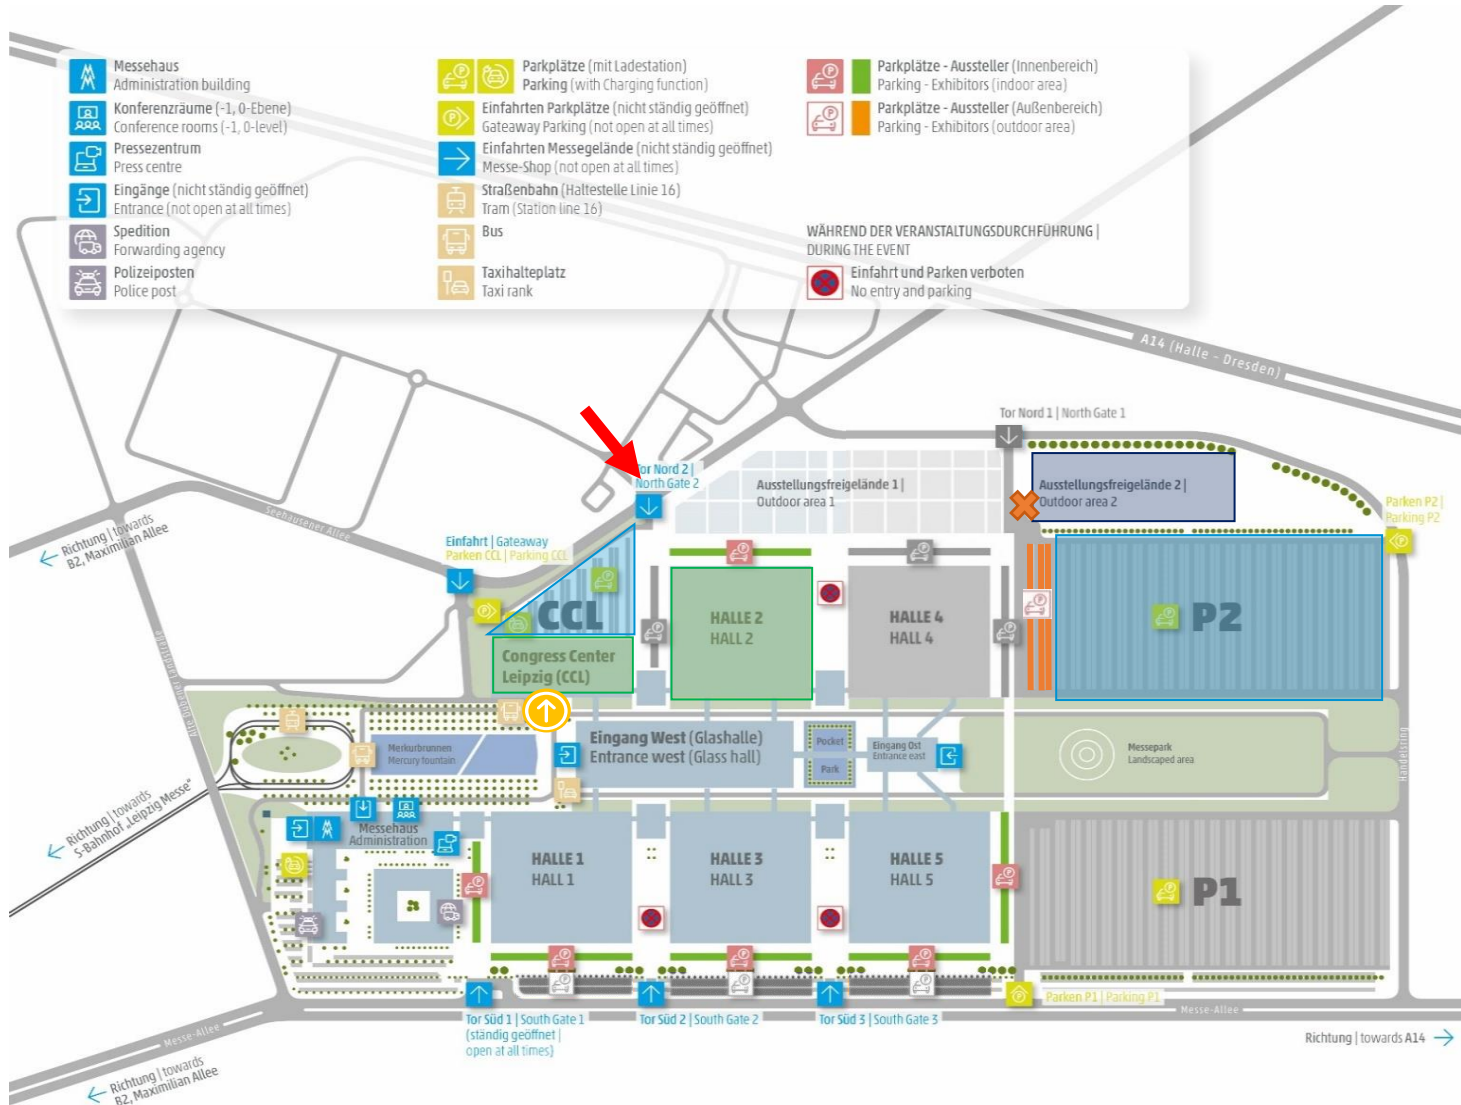 Messehaus
Administration building
Konferenzräume (-1, 0-Ebene)
Conference rooms (-1, 0-level)
Pressezentrum
Press centre
Eingänge (nicht ständig geöffnet)
Entrance (not open at all times)
Spedition
Forwarding agency
Polizeiposten
Police post
Parkplätze (mit Ladestation)
Parking (with Charging function)
Einfahrten Parkplätze (nicht ständig geöffnet)
Gateaway Parking (not open at all times)
Einfahrten Messegelände (nicht ständig geöffnet)
Messe-Shop (not open at all times)
Straßenbahn (Haltestelle Linie 16)
Tram (Station line 16)
Bus
Taxihalteplatz
Taxi rank
Parkplätze - Aussteller (Innenbereich)
Parking - Exhibitors (indoor area)
Parkplätze - Aussteller (Außenbereich)
Parking - Exhibitors (outdoor area)
WÄHREND DER VERANSTALTUNGSDURCHFÜHRUNG |
DURING THE EVENT
Einfahrt und Parken verboten
No entry and parking
A14 (Halle - Dresden)
Tor Nord 1 | North Gate 1
Tor Nord 2 |
North Gate 2
Ausstellungsfreigelände 1 |
Outdoor area 1
Ausstellungsfreigelände 2 |
Outdoor area 2
Parken P2 |
Parking P2
Seehausener Allee
Richtung | towards
B2, Maximilian Allee
Einfahrt | Gateaway
Parken CCL | Parking CCL
CCL
Congress Center
Leipzig (CCL)
HALLE 2
HALL 2
HALLE 4
HALL 4
P2
Alte Dübener Landstraße
Handelsring
Merkurbrunnen
Mercury fountain
Eingang West (Glashalle)
Entrance west (Glass hall)
Pocket
Park
Eingang Ost
Entrance east
Messepark
Landscaped area
Richtung | towards
S-Bahnhof „Leipzig Messe“
Messehaus
Administration
HALLE 1
HALL 1
HALLE 3
HALL 3
HALLE 5
HALL 5
P1
Parken P1 | Parking P1
Messe-Allee
Tor Süd 1 | South Gate 1
(ständig geöffnet |
open at all times)
Tor Süd 2 | South Gate 2
Tor Süd 3 | South Gate 3
Messe-Allee
Richtung | towards A14
Richtung | towards
B2, Maximilian Allee